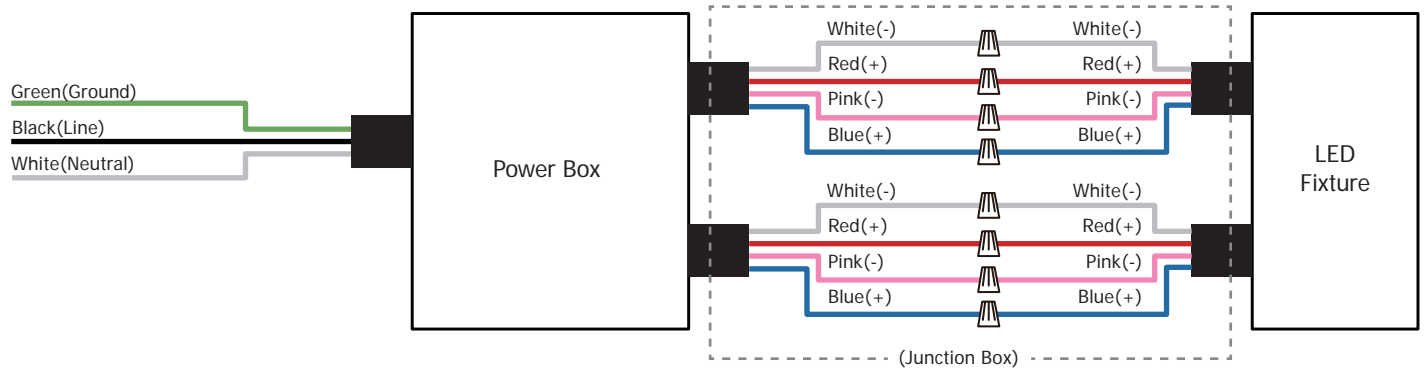 Green(Ground)
Black(Line)
White(Neutral)
Power Box
White(-)
White(-)
Red(+)
Red(+)
Pink(-)
Pink(-)
Blue(+)
Blue(+)
White(-)
White(-)
Red(+)
Red(+)
Pink(-)
Pink(-)
Blue(+)
Blue(+)
(Junction Box)
LED
Fixture